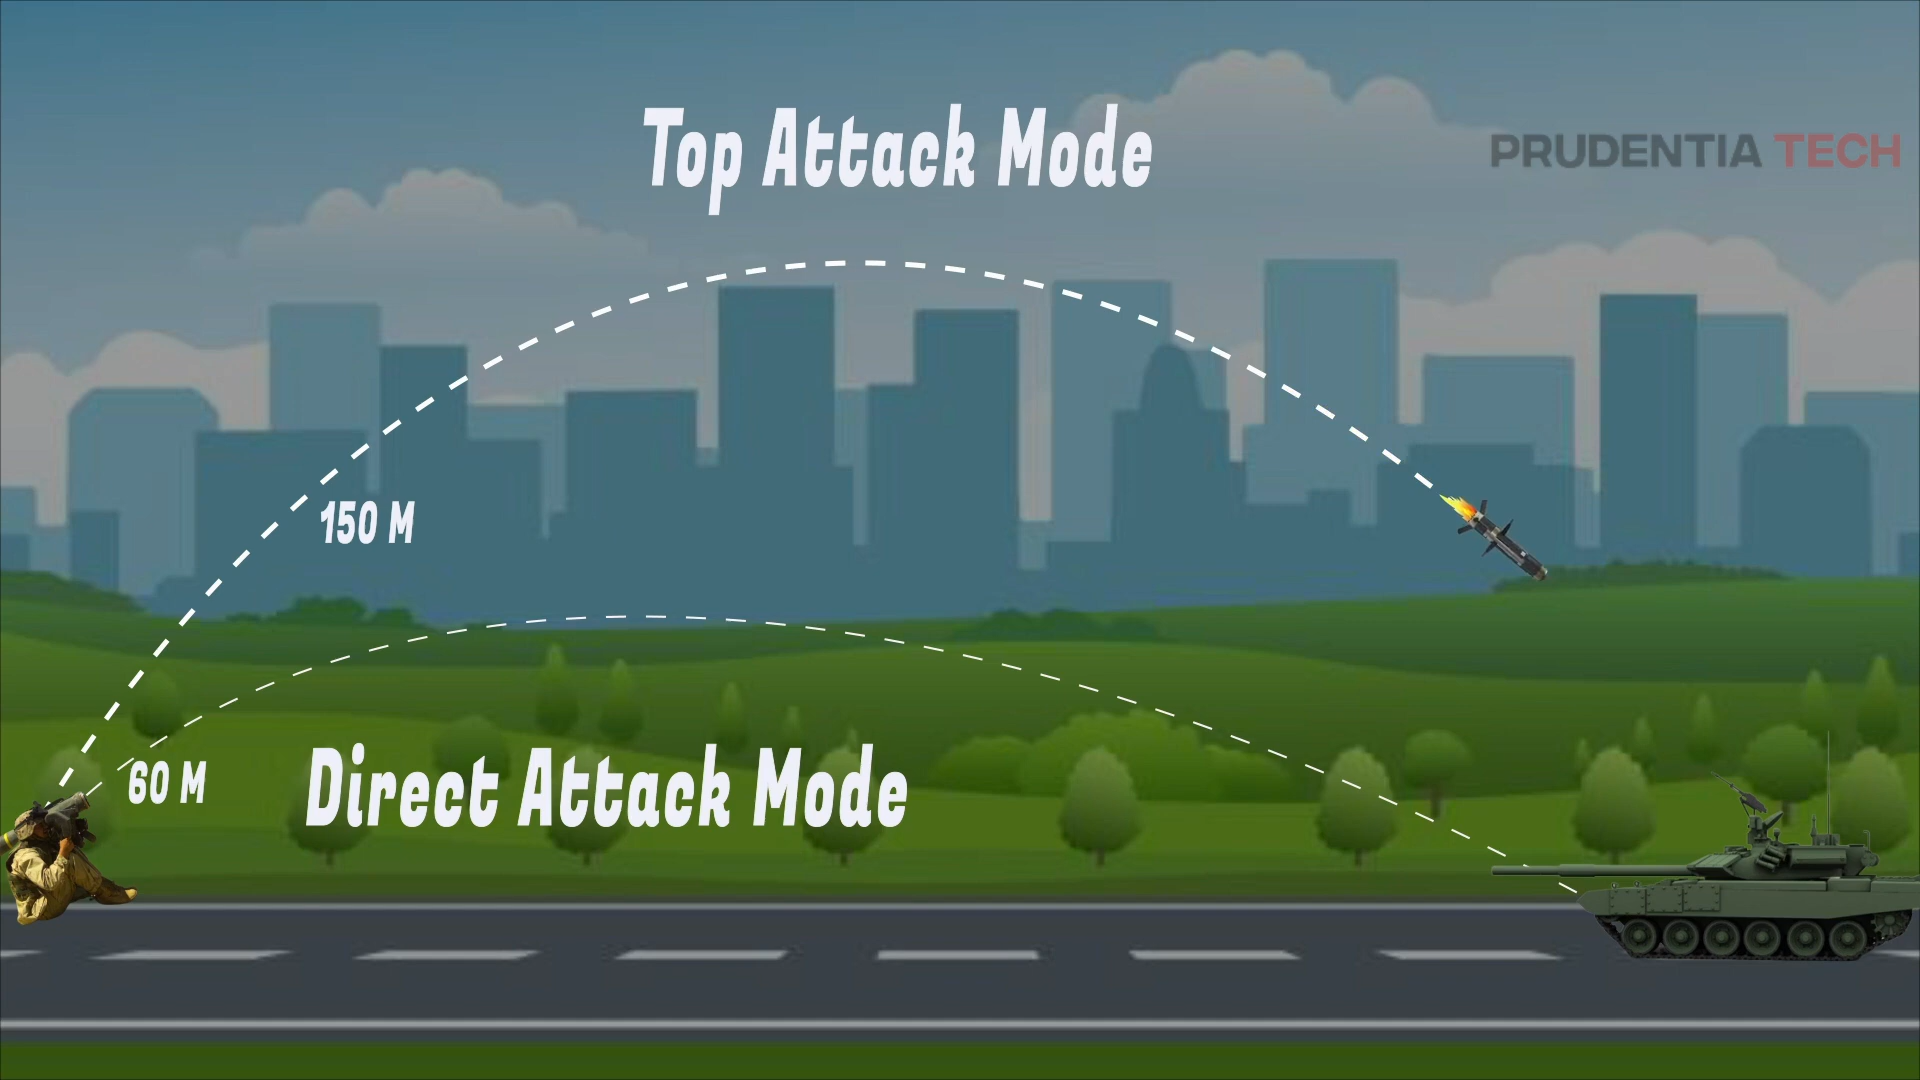 Top Attack Mode
PRUDENTIA TECH
150 M
60 M
Direct Attack Mode